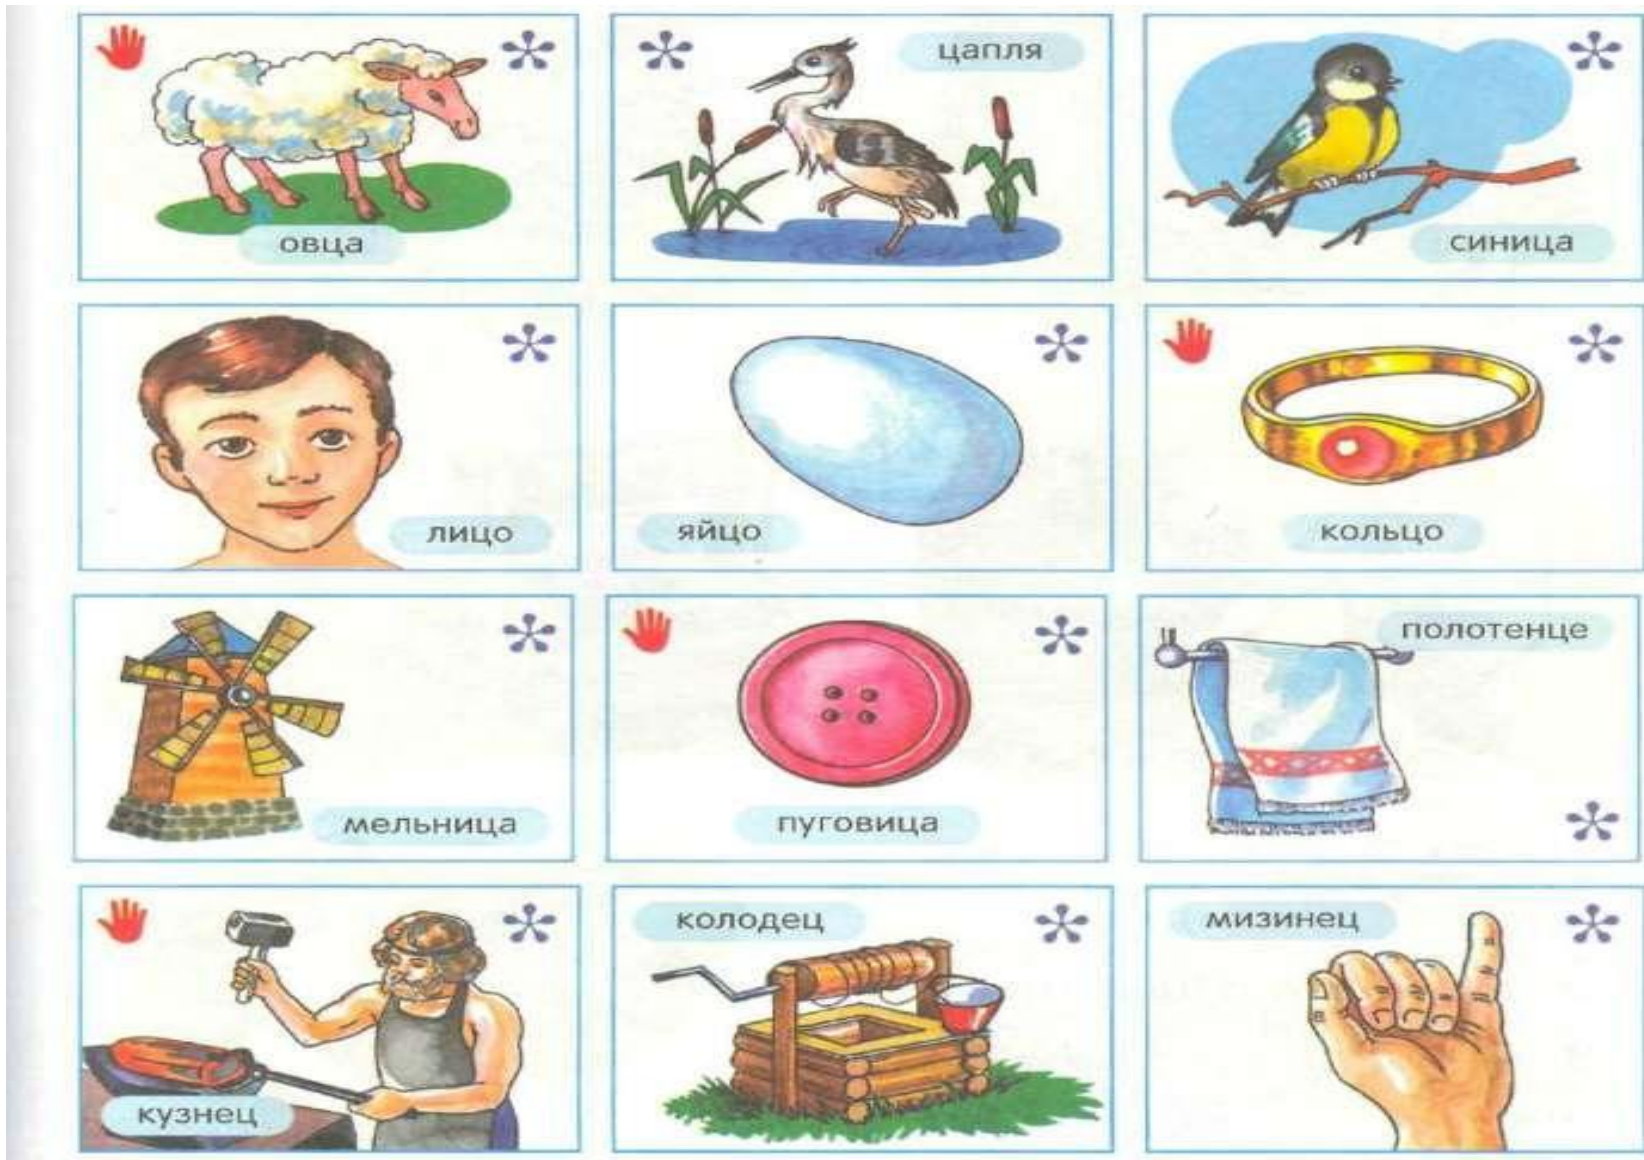 овца
цапля
синица
лицо
яйцо
кольцо
мельница
пуговица
полотенце
кузнец
колодец
мизинец